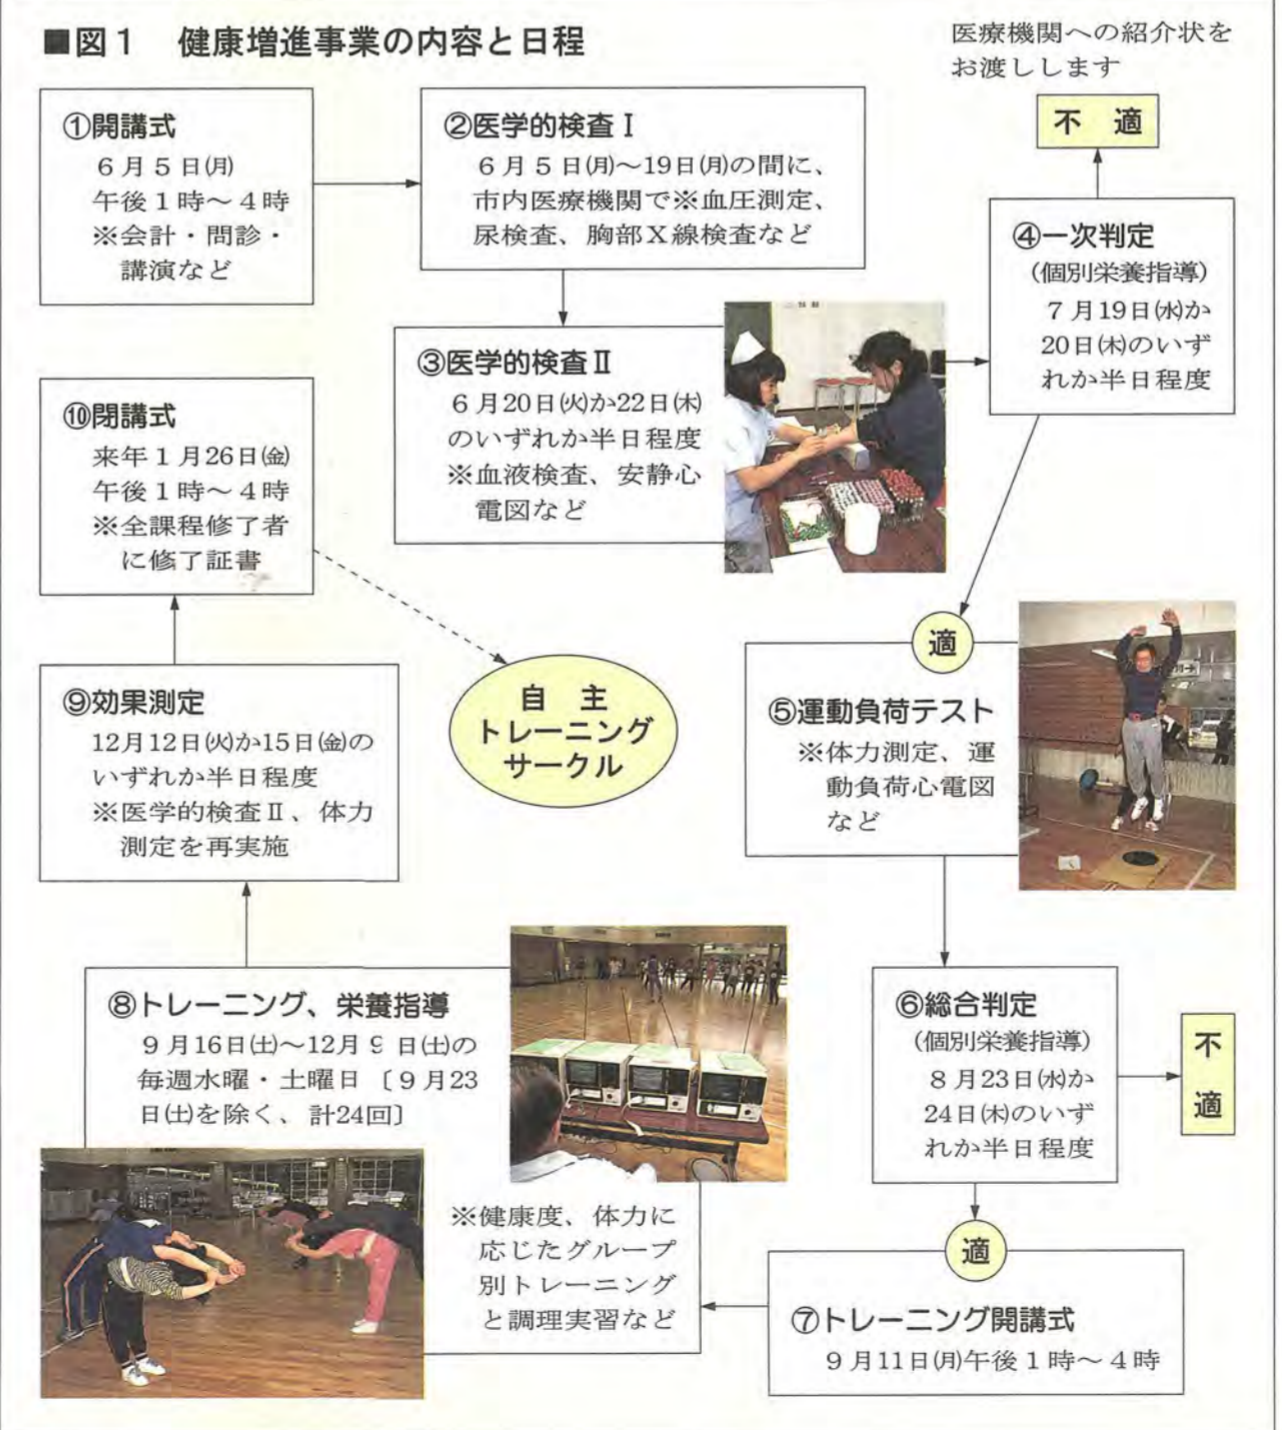 ■図1 健康増進事業の内容と日程
①開講式
6月5日(月)
午後1時～4時
※会計・問診・
講演など
②医学的検査Ⅰ
6月5日(月)～19日(月)の間に、
市内医療機関で※血圧測定、
尿検査、胸部X線検査など
③医学的検査Ⅱ
6月20日(火)か22日(木)
のいずれか半日程度
※血液検査、安静心
電図など
医療機関への紹介状を
お渡しします
不 適
④一次判定
(個別栄養指導)
7月19日(水)か
20日(木)のいず
れか半日程度
適
⑤運動負荷テスト
※体力測定、運
動負荷心電図
など
⑥総合判定
(個別栄養指導)
8月23日(水)か
24日(木)のいず
れか半日程度
不適
適
⑦トレーニング開講式
9月11日(月)午後1時～4時
⑧トレーニング、栄養指導
9月16日(土)～12月9日(土)の
毎週水曜・土曜日〔9月23
日(土)を除く、計24回〕
※健康度、体力に
応じたグループ
別トレーニング
と調理実習など
⑨効果測定
12月12日(火)か15日(金)の
いずれか半日程度
※医学的検査Ⅱ、体力
測定を再実施
⑩閉講式
来年1月26日(金)
午後1時～4時
※全課程修了者
に修了証書
自 主
トレーニング
サークル